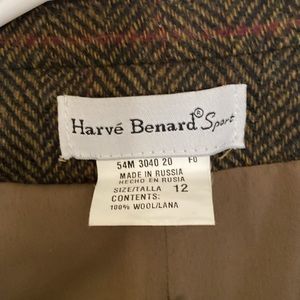 Harvé Benard® Sport
54M 3040 20 F0
MADE IN RUSSIA
HECHO EN RUSIA
SIZE/TALLA 12
CONTENTS:
100% WOOL/LANA